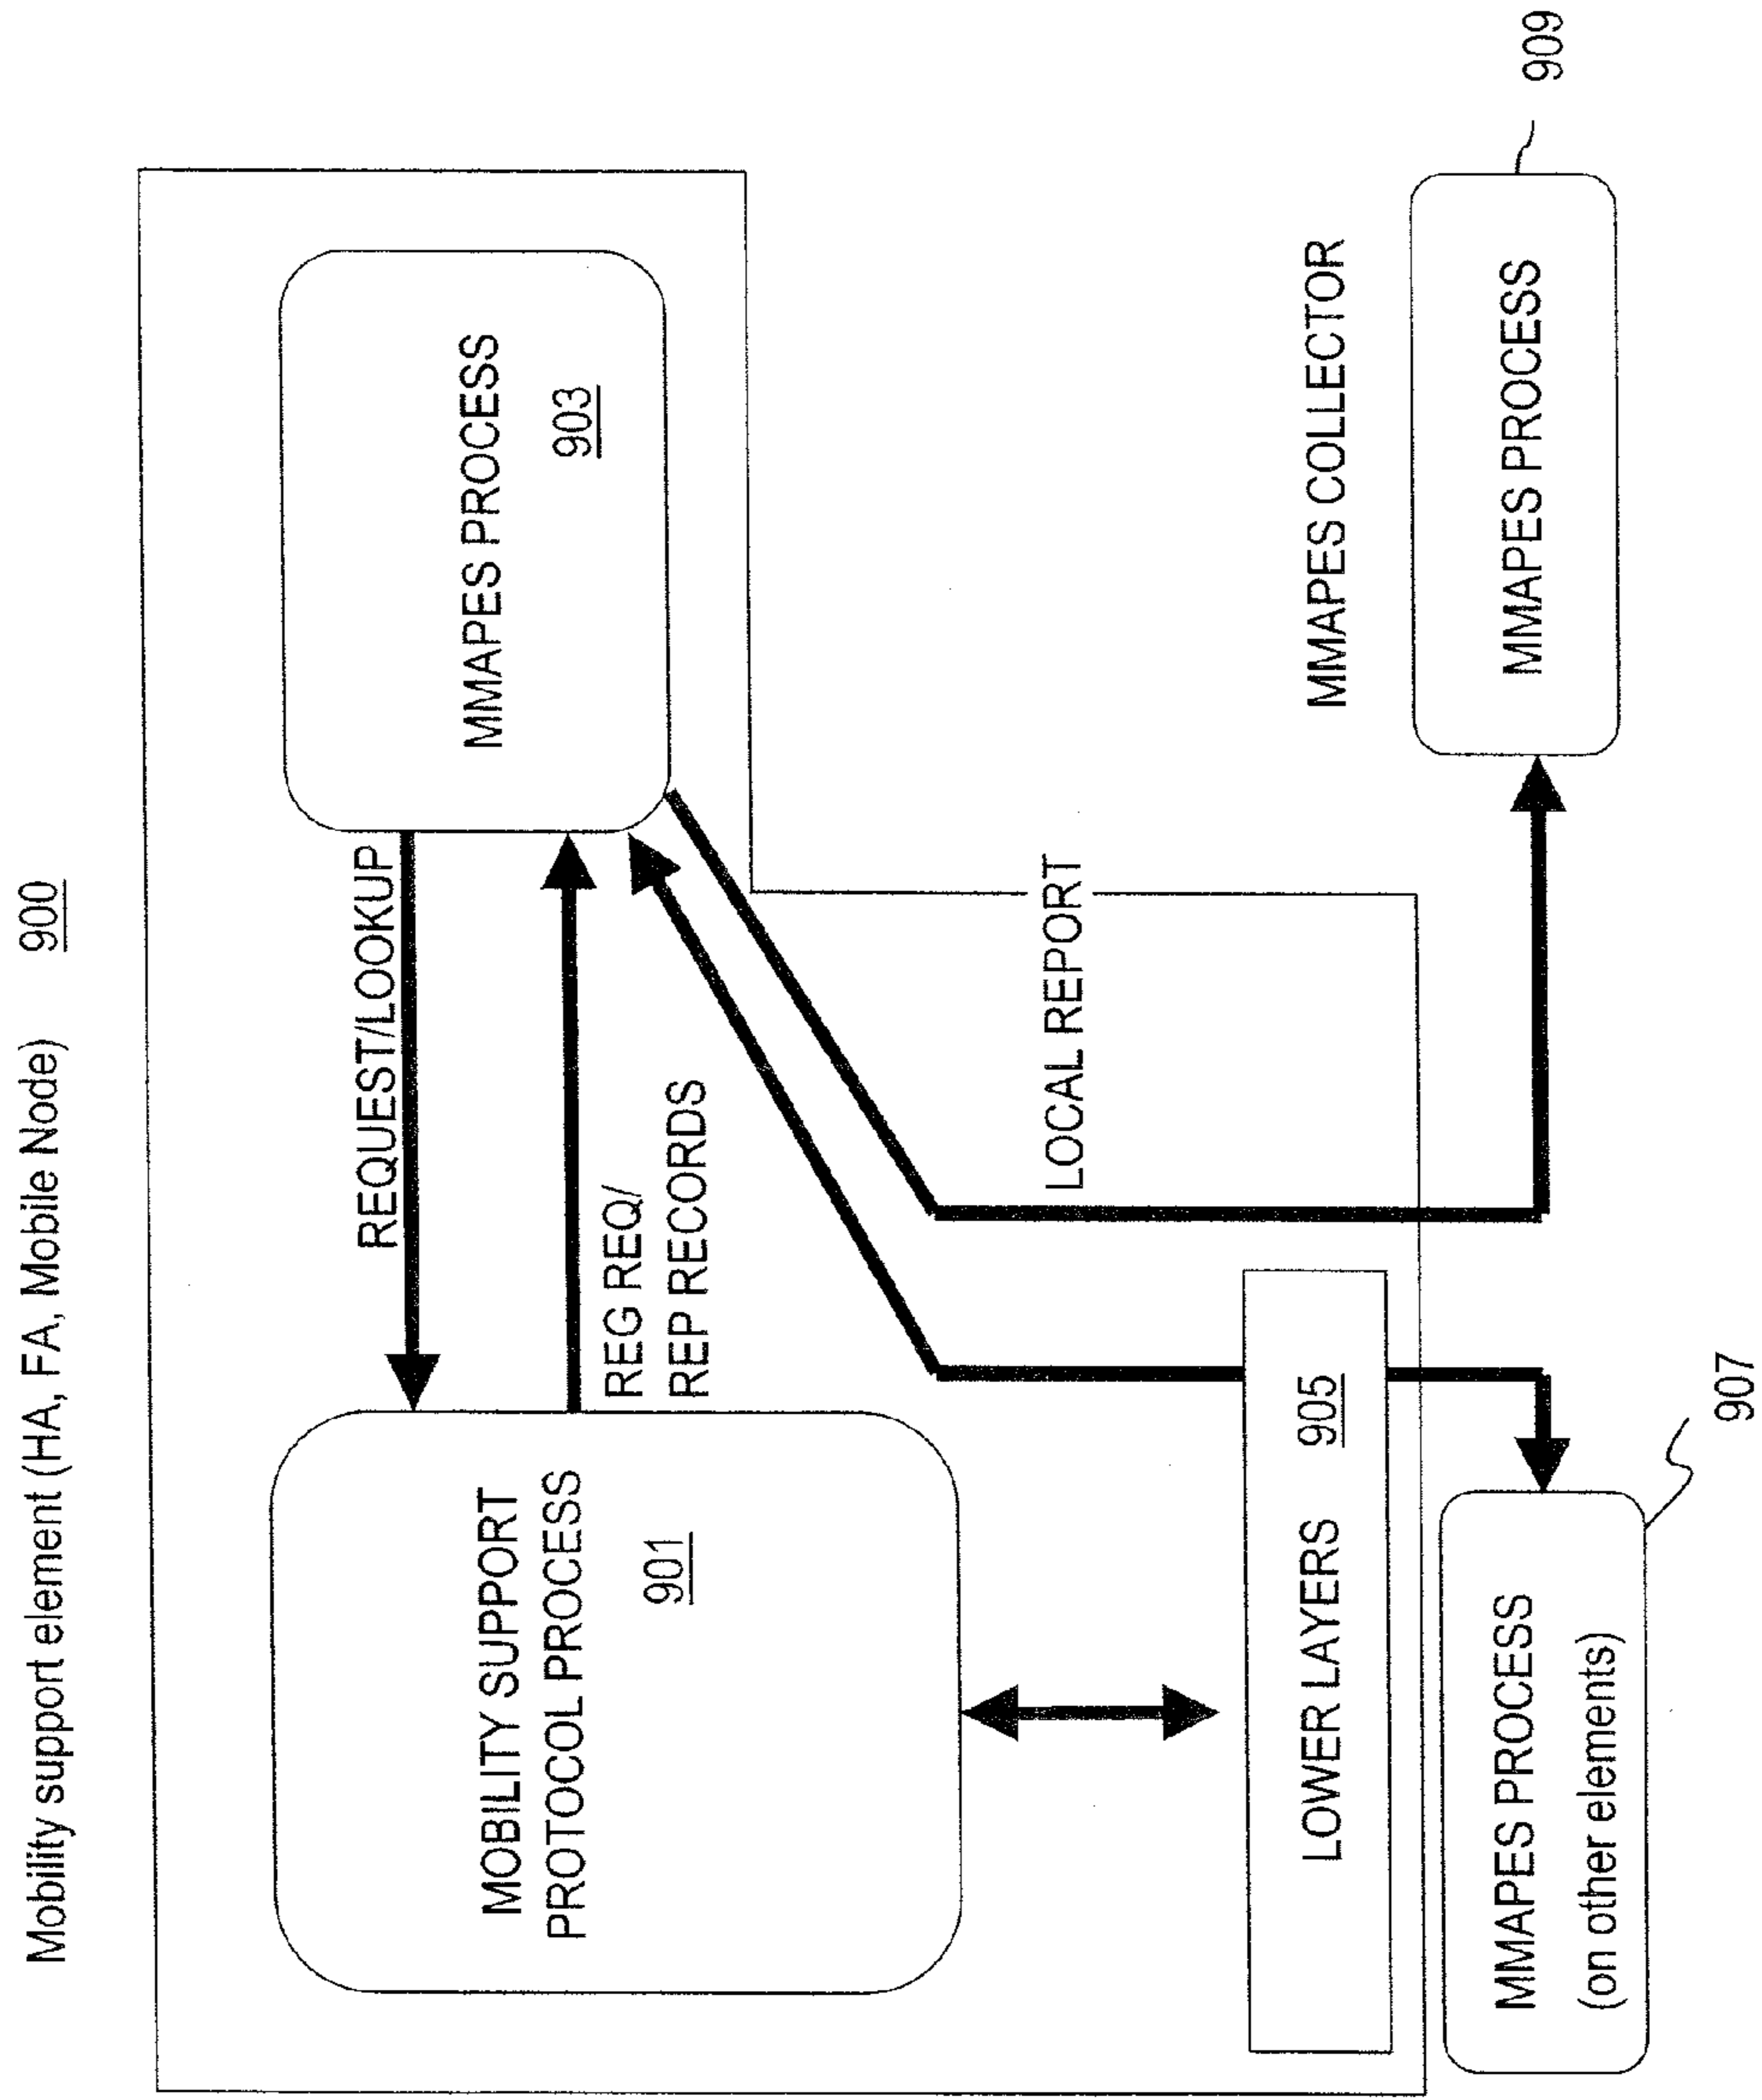 Mobility support element (HA, FA, Mobile Node) 900
REQUEST/LOOKUP
MOBILITY SUPPORT
PROTOCOL PROCESS
901
MMAPES PROCESS
903
REG REQ/
REP RECORDS
LOCAL REPORT
LOWER LAYERS 905
MMAPES COLLECTOR
MMAPES PROCESS
(on other elements)
907
MMAPES PROCESS
909